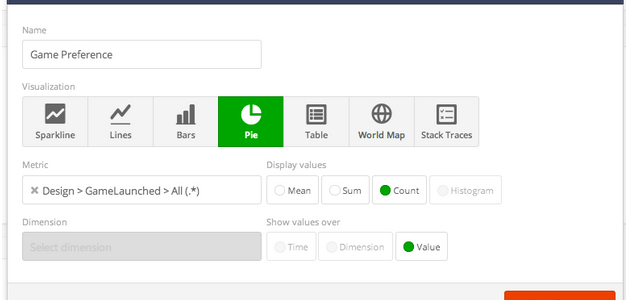 Name
Game Preference
Visualization
Sparkline Lines Bars Pie Table World Map Stack Traces
Metric Display values
✖ Design > GameLaunched > All (.*) Mean Sum Count Histogram
Dimension Show values over
Select dimension Time Dimension Value